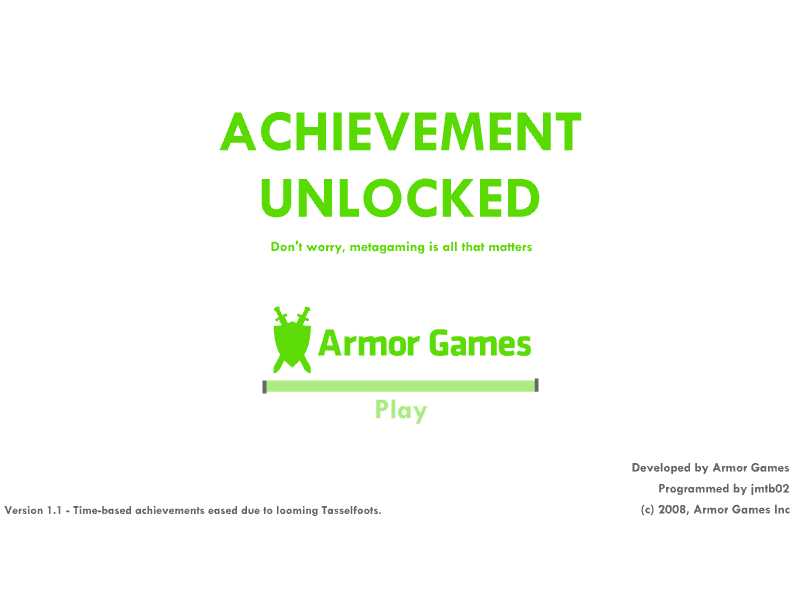 ACHIEVEMENT
UNLOCKED
Don't worry, metagaming is all that matters
Armor Games
Play
Developed by Armor Games
Programmed by jmtb02
Version 1.1 - Time-based achievements eased due to looming Tasselfoots.
(c) 2008, Armor Games Inc